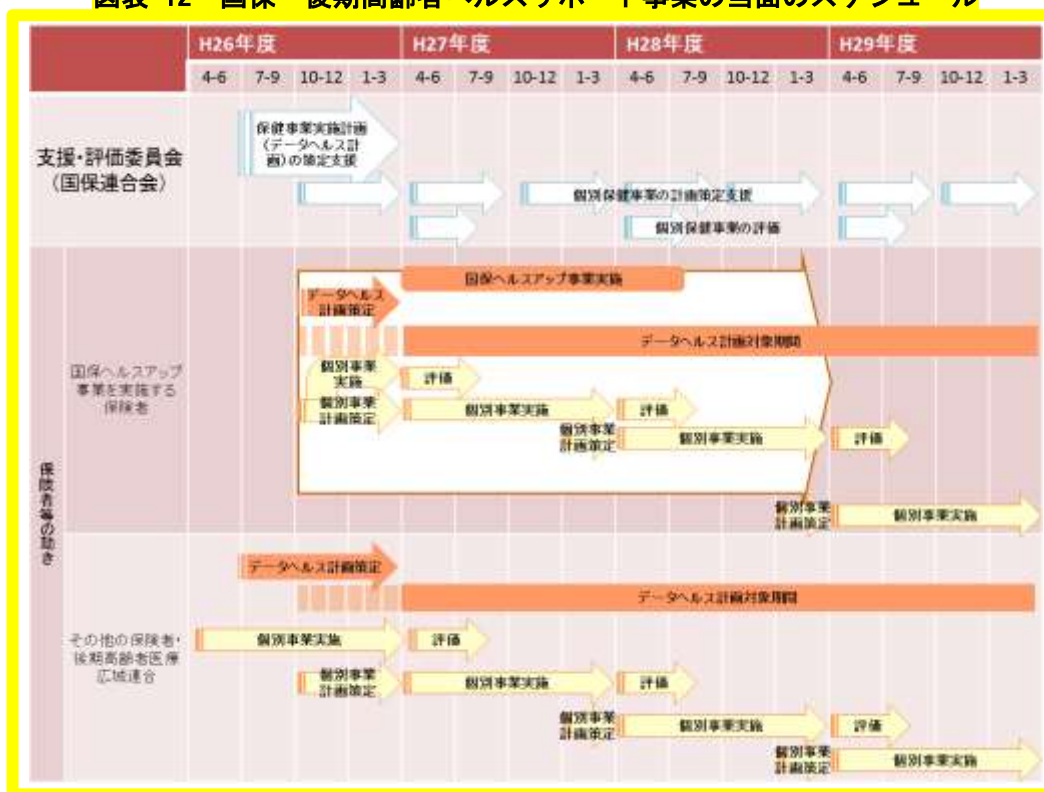 図表 12 国保・後期高齢者ヘルスサポート事業の当面のスケジュール
H26年度 H27年度 H28年度 H29年度
4-6 7-9 10-12 1-3 4-6 7-9 10-12 1-3 4-6 7-9 10-12 1-3 4-6 7-9 10-12 1-3
支援・評価委員会
（国保連合会）
保健事業実施計画
（データヘルス計
画）の策定支援
個別保健事業の計画策定支援
個別保健事業の評価
保険者等の動き
国保ヘルスアップ
事業を実施する
保険者
国保ヘルスアップ事業実施
データヘルス
計画策定
データヘルス計画対象期間
個別事業
実施
評価
個別事業
計画策定
個別事業実施
評価
個別事業
計画策定
個別事業実施
評価
個別事業
計画策定
個別事業実施
その他の保険者・
後期高齢者医療
広域連合
データヘルス計画策定
データヘルス計画対象期間
個別事業実施
評価
個別事業
計画策定
個別事業実施
評価
個別事業
計画策定
個別事業実施
評価
個別事業
計画策定
個別事業実施